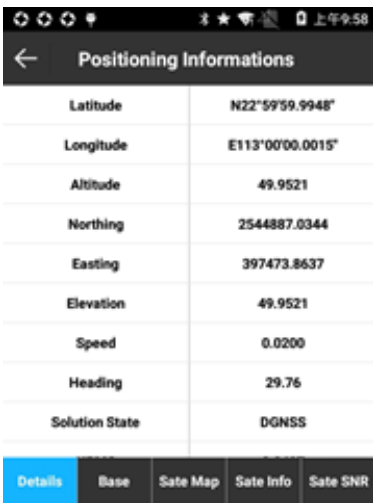 上午9:58
Positioning Informations
Latitude N22°59'59.9948"
Longitude E113°00'00.0015"
Altitude 49.9521
Northing 2544887.0344
Easting 397473.8637
Elevation 49.9521
Speed 0.0200
Heading 29.76
Solution State DGNSS
Details Base Sate Map Sate Info Sate SNR